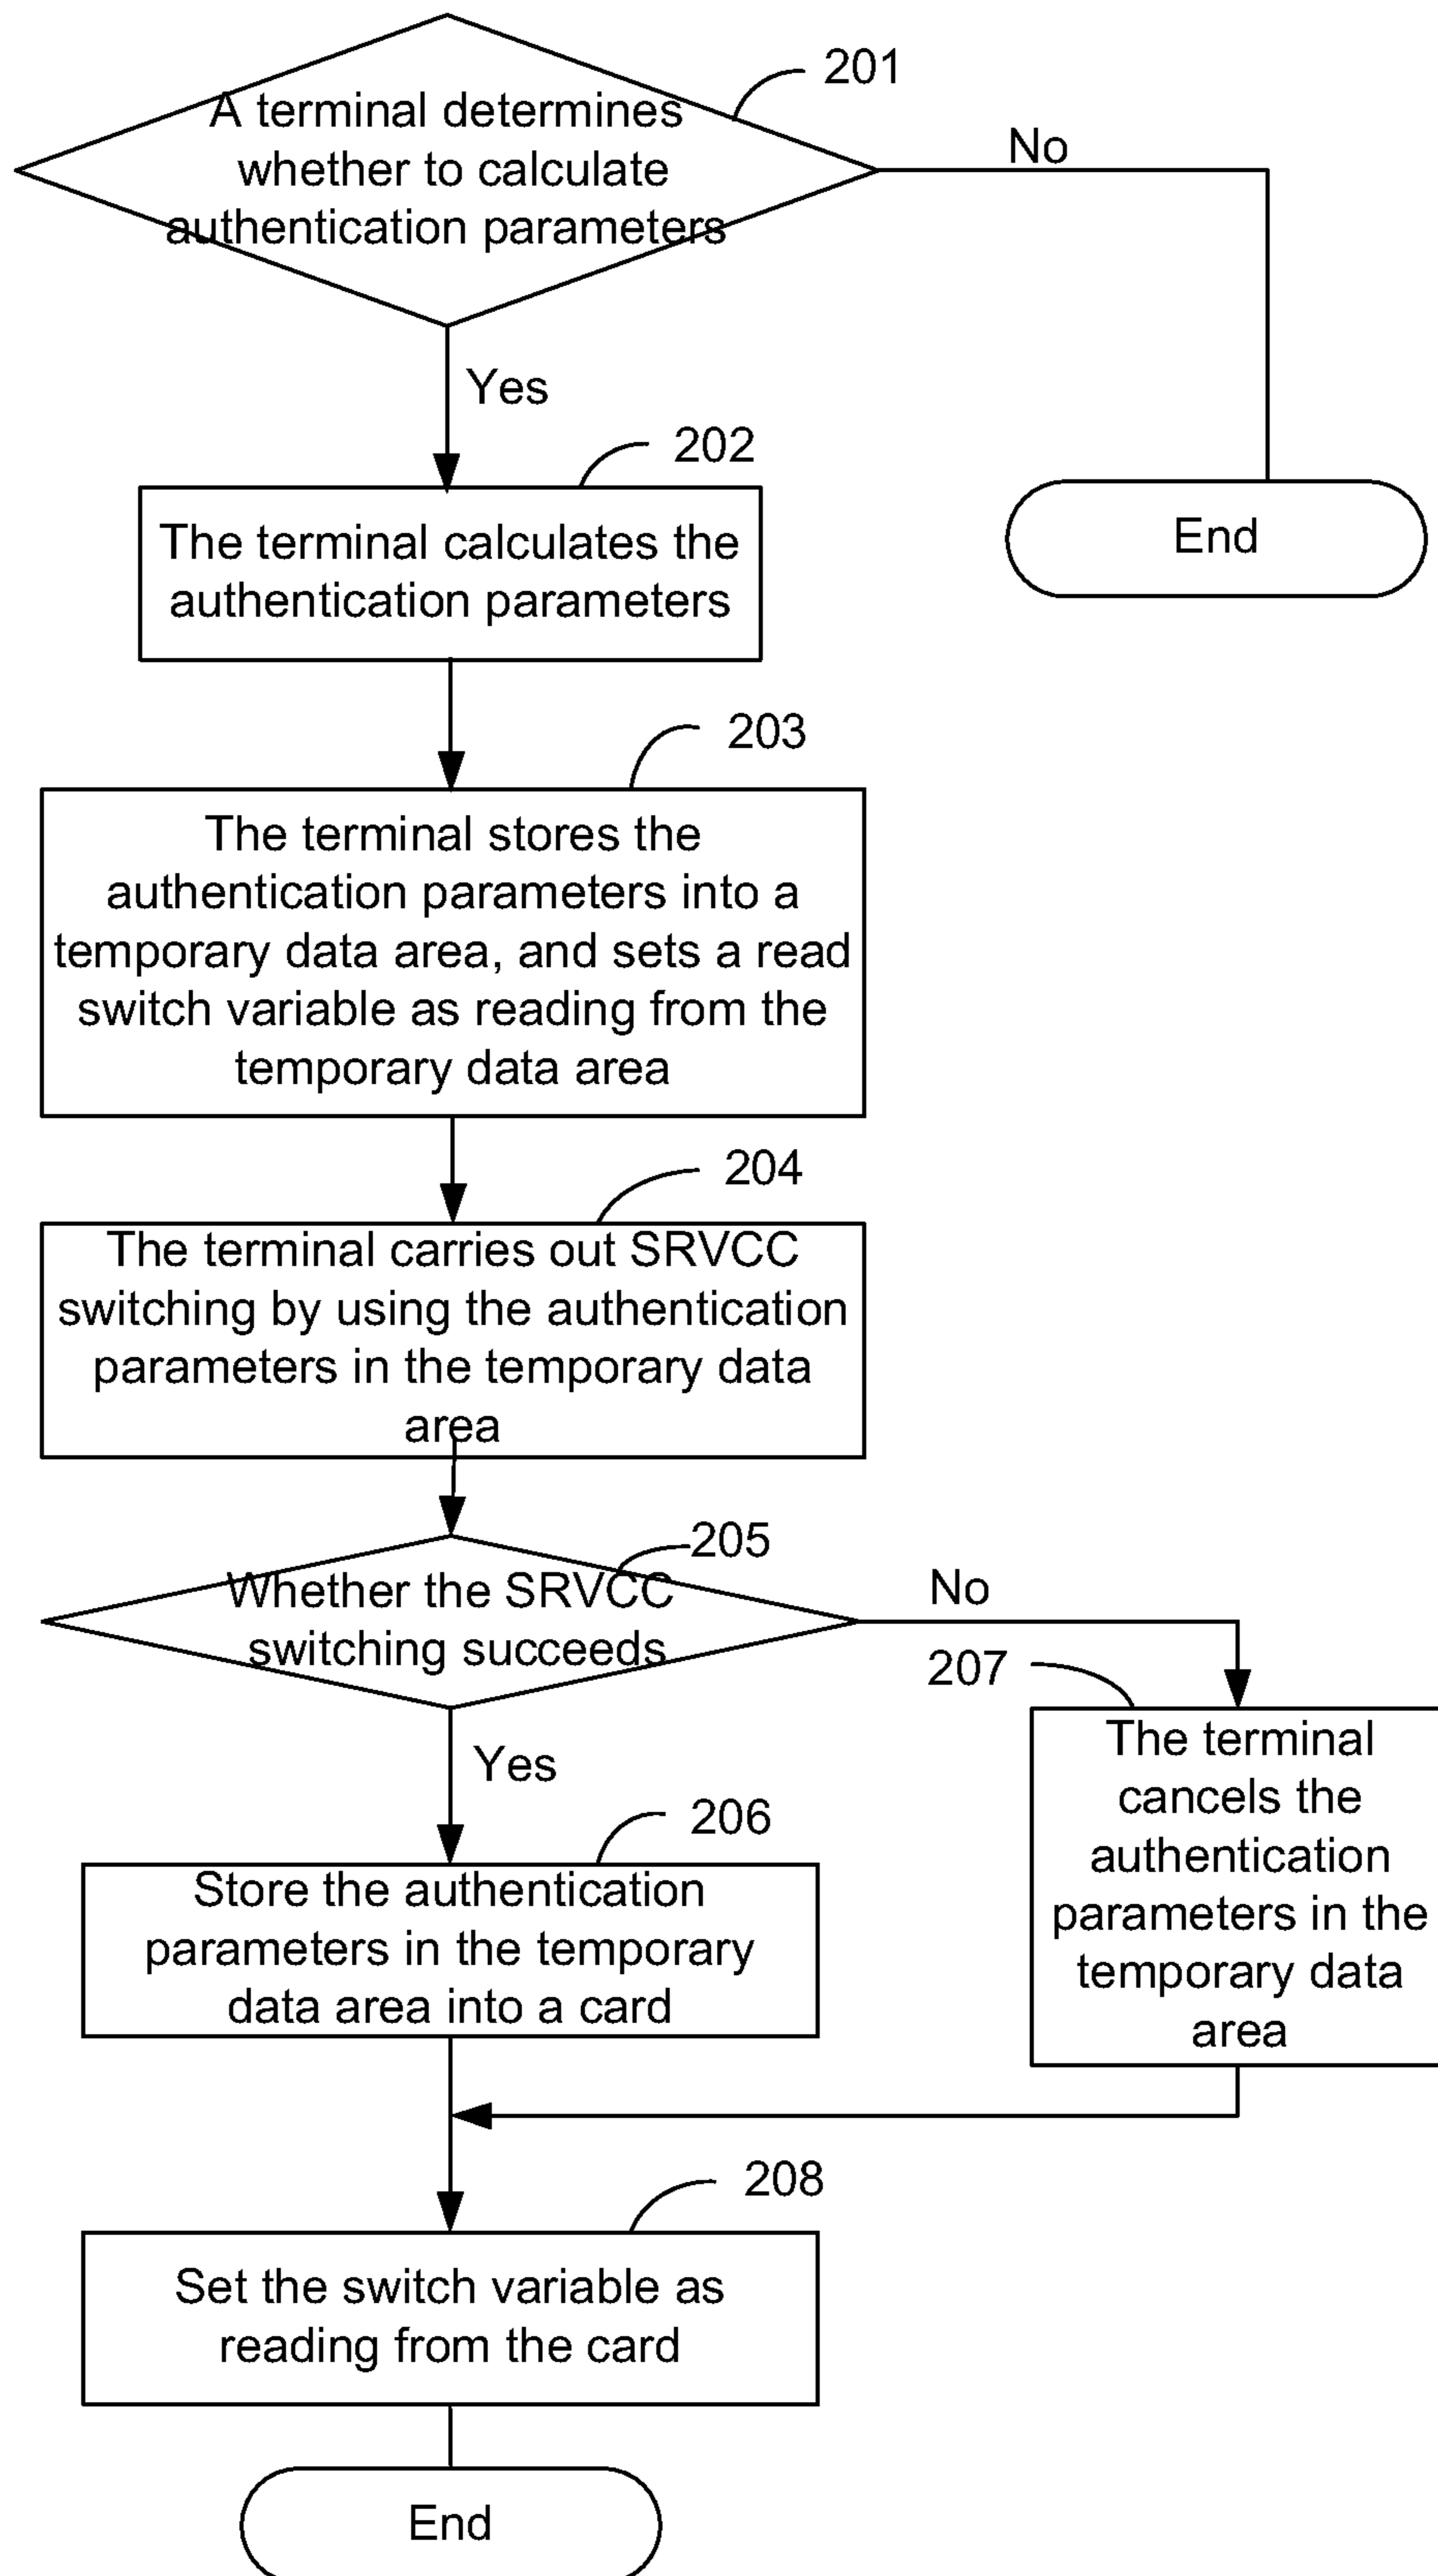 201
A terminal determines
whether to calculate
authentication parameters
No
Yes
202
The terminal calculates the
authentication parameters
End
203
The terminal stores the
authentication parameters into a
temporary data area, and sets a read
switch variable as reading from the
temporary data area
204
The terminal carries out SRVCC
switching by using the authentication
parameters in the temporary data
area
205
Whether the SRVCC
switching succeeds
No
207
The terminal
cancels the
authentication
parameters in the
temporary data
area
Yes
206
Store the authentication
parameters in the temporary
data area into a card
208
Set the switch variable as
reading from the card
End